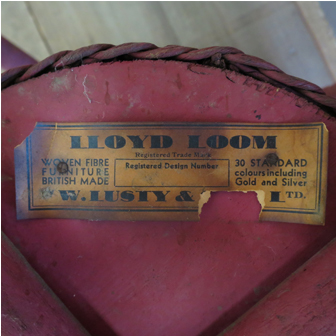 LLOYD LOOM
Registered Trade Mark
WOVEN FIBRE
FURNITURE
BRITISH MADE
Registered Design Number
30 STANDARD
colours including
Gold and Silver
BY W. LUSTY & LTD.